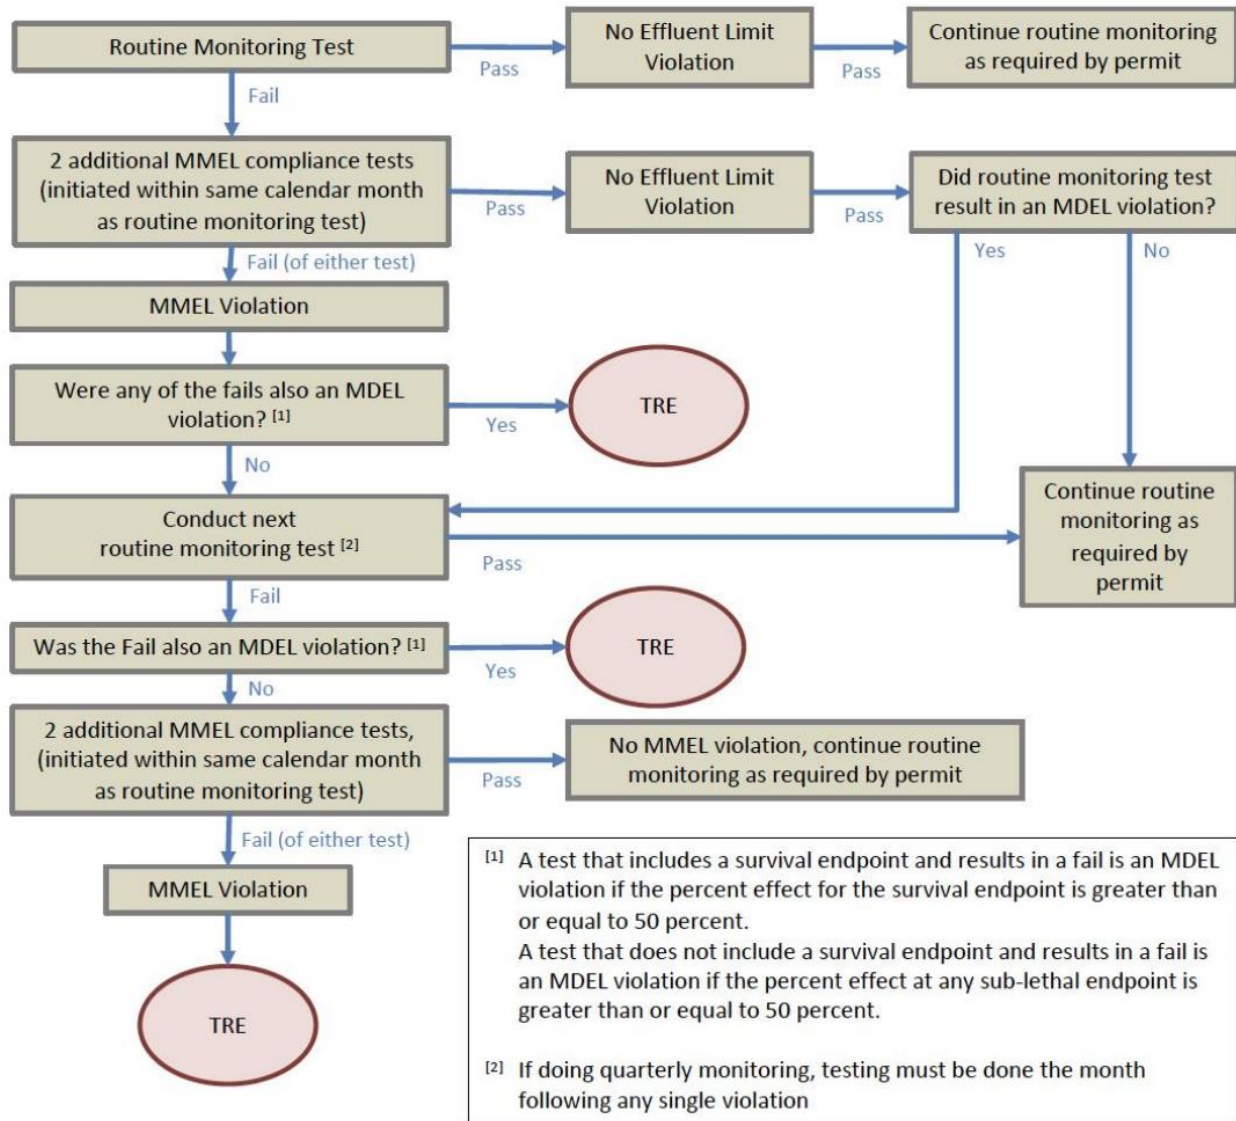 Routine Monitoring Test
Pass
No Effluent Limit
Violation
Pass
Continue routine monitoring
as required by permit
Fail
2 additional MMEL compliance tests
(initiated within same calendar month
as routine monitoring test)
Pass
No Effluent Limit
Violation
Pass
Did routine monitoring test
result in an MDEL violation?
Fail (of either test)
Yes
No
MMEL Violation
Were any of the fails also an MDEL
violation? [1]
Yes
TRE
No
Conduct next
routine monitoring test [2]
Pass
Continue routine
monitoring as
required by
permit
Fail
Was the Fail also an MDEL violation? [1]
Yes
TRE
No
2 additional MMEL compliance tests,
(initiated within same calendar month
as routine monitoring test)
Pass
No MMEL violation, continue routine
monitoring as required by permit
Fail (of either test)
MMEL Violation
TRE
[1] A test that includes a survival endpoint and results in a fail is an MDEL
violation if the percent effect for the survival endpoint is greater than
or equal to 50 percent.
A test that does not include a survival endpoint and results in a fail is
an MDEL violation if the percent effect at any sub-lethal endpoint is
greater than or equal to 50 percent.
[2] If doing quarterly monitoring, testing must be done the month
following any single violation